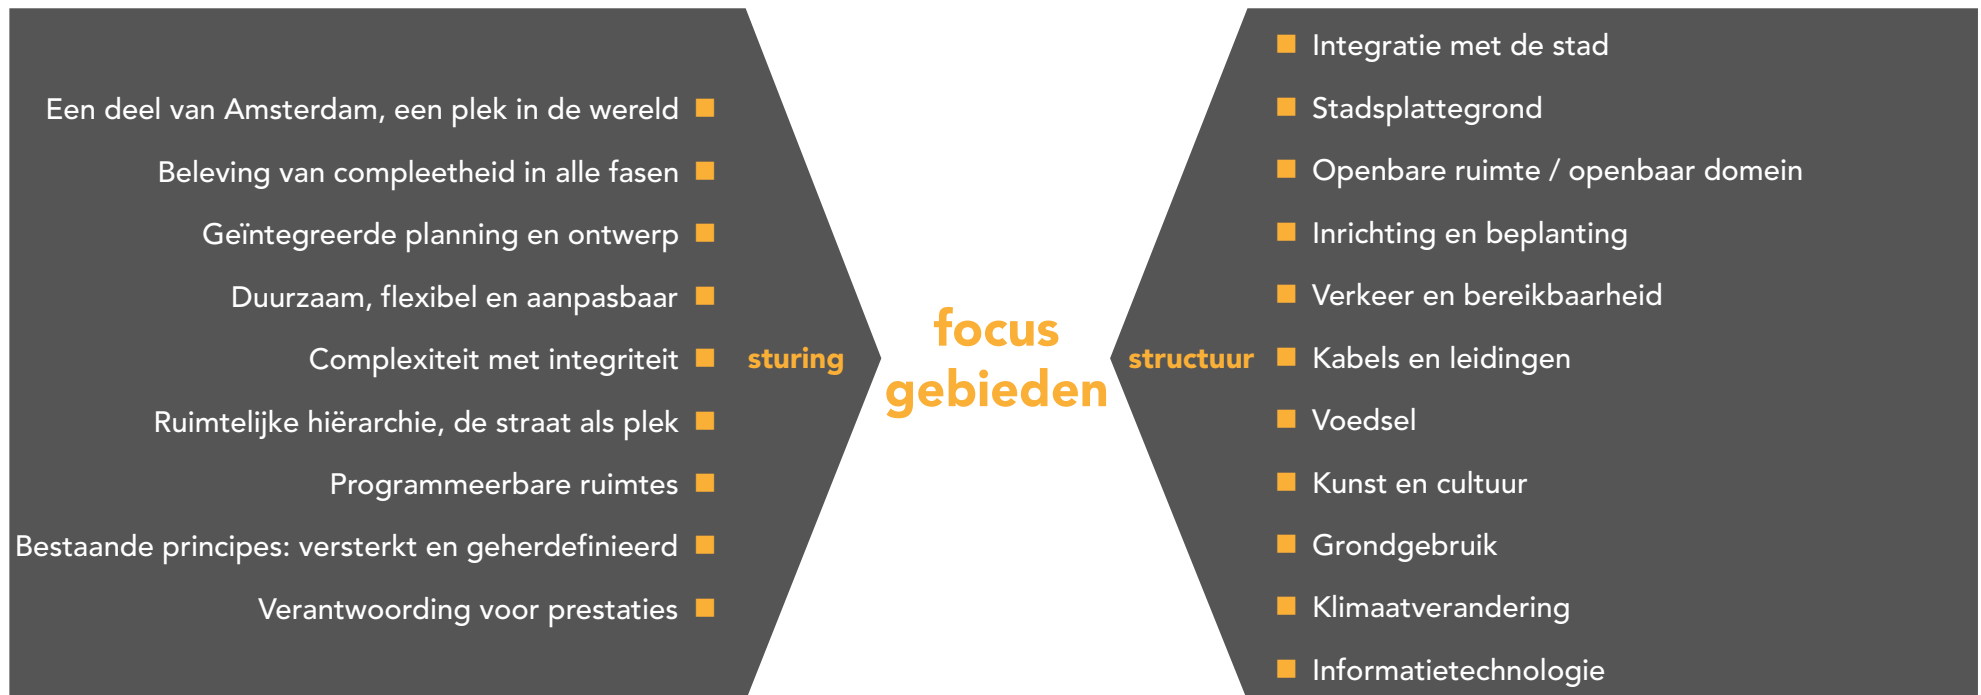 Een deel van Amsterdam, een plek in de wereld
Beleving van compleetheid in alle fasen
Geïntegreerde planning en ontwerp
Duurzaam, flexibel en aanpasbaar
Complexiteit met integriteit
Ruimtelijke hiërarchie, de straat als plek
Programmeerbare ruimtes
Bestaande principes: versterkt en geherdefinieerd
Verantwoording voor prestaties
sturing
focus
gebieden
structuur
Integratie met de stad
Stadsplattegrond
Openbare ruimte / openbaar domein
Inrichting en beplanting
Verkeer en bereikbaarheid
Kabels en leidingen
Voedsel
Kunst en cultuur
Grondgebruik
Klimaatverandering
Informatietechnologie